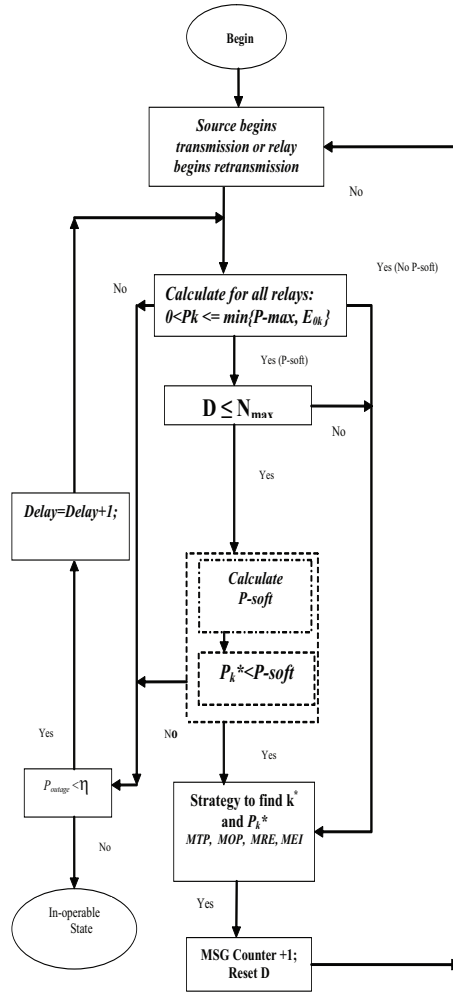 Begin
Source begins
transmission or relay
begins retransmission
No
Yes (No P-soft)
No
Calculate for all relays:
0<Pk <= min{P-max, E0k}
Yes (P-soft)
D ≤ Nmax
No
Yes
Delay=Delay+1;
Calculate
P-soft
Pk*<P-soft
No
Yes
Yes
Poutage <η
Strategy to find k*
and Pk*
MTP, MOP, MRE, MEI
No
Yes
In-operable
State
MSG Counter +1;
Reset D